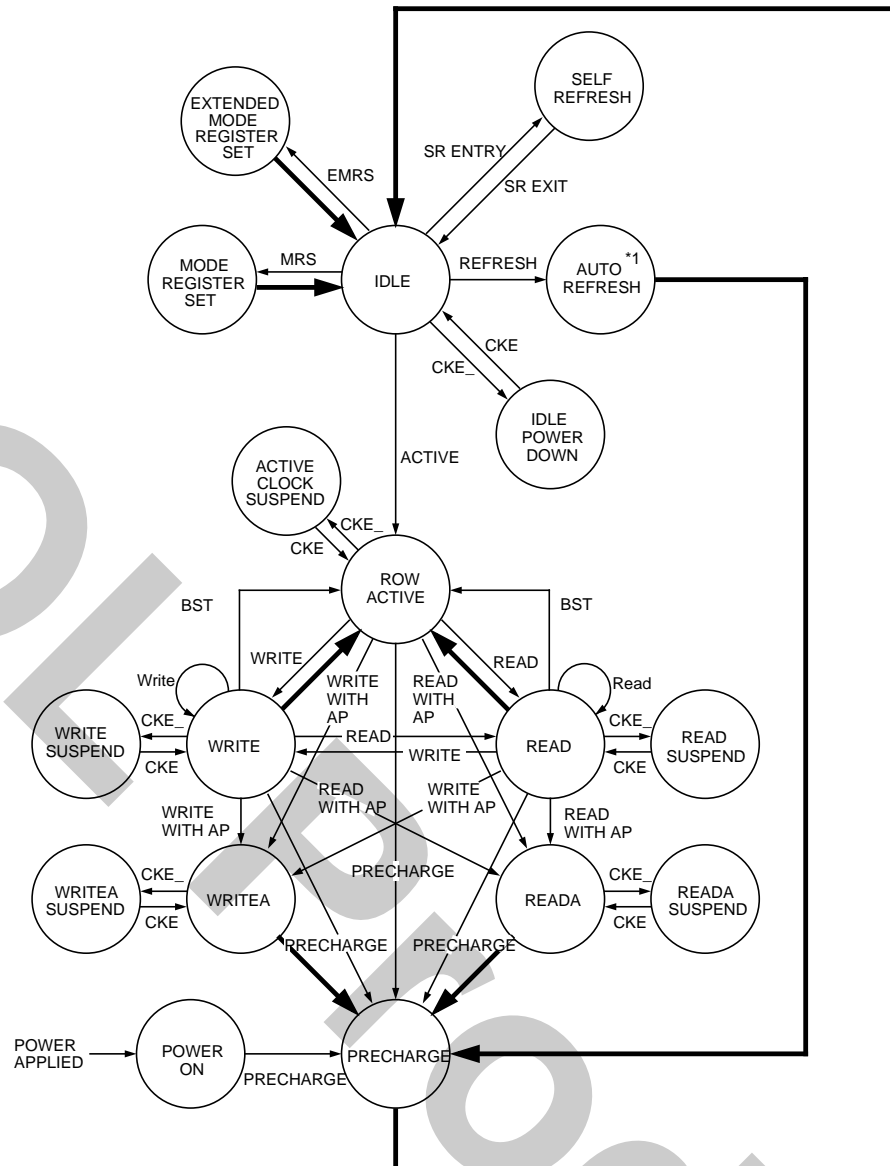 SELF
REFRESH
EXTENDED
MODE
REGISTER
SET
SR ENTRY
EMRS
SR EXIT
MRS
REFRESH
MODE
REGISTER
SET
IDLE
AUTO *1
REFRESH
CKE
CKE_
IDLE
POWER
DOWN
ACTIVE
ACTIVE
CLOCK
SUSPEND
CKE_
CKE
ROW
ACTIVE
BST
BST
WRITE
READ
Write
WRITE
WITH
AP
READ
WITH
AP
Read
WRITE
SUSPEND
CKE_
CKE
WRITE
READ
WRITE
READ
CKE_
CKE
READ
SUSPEND
WRITE
WITH AP
READ
WITH AP
WRITE
WITH AP
READ
WITH AP
PRECHARGE
WRITEA
SUSPEND
CKE_
CKE
WRITEA
READA
CKE_
CKE
READA
SUSPEND
PRECHARGE
PRECHARGE
POWER
APPLIED
POWER
ON
PRECHARGE
PRECHARGE